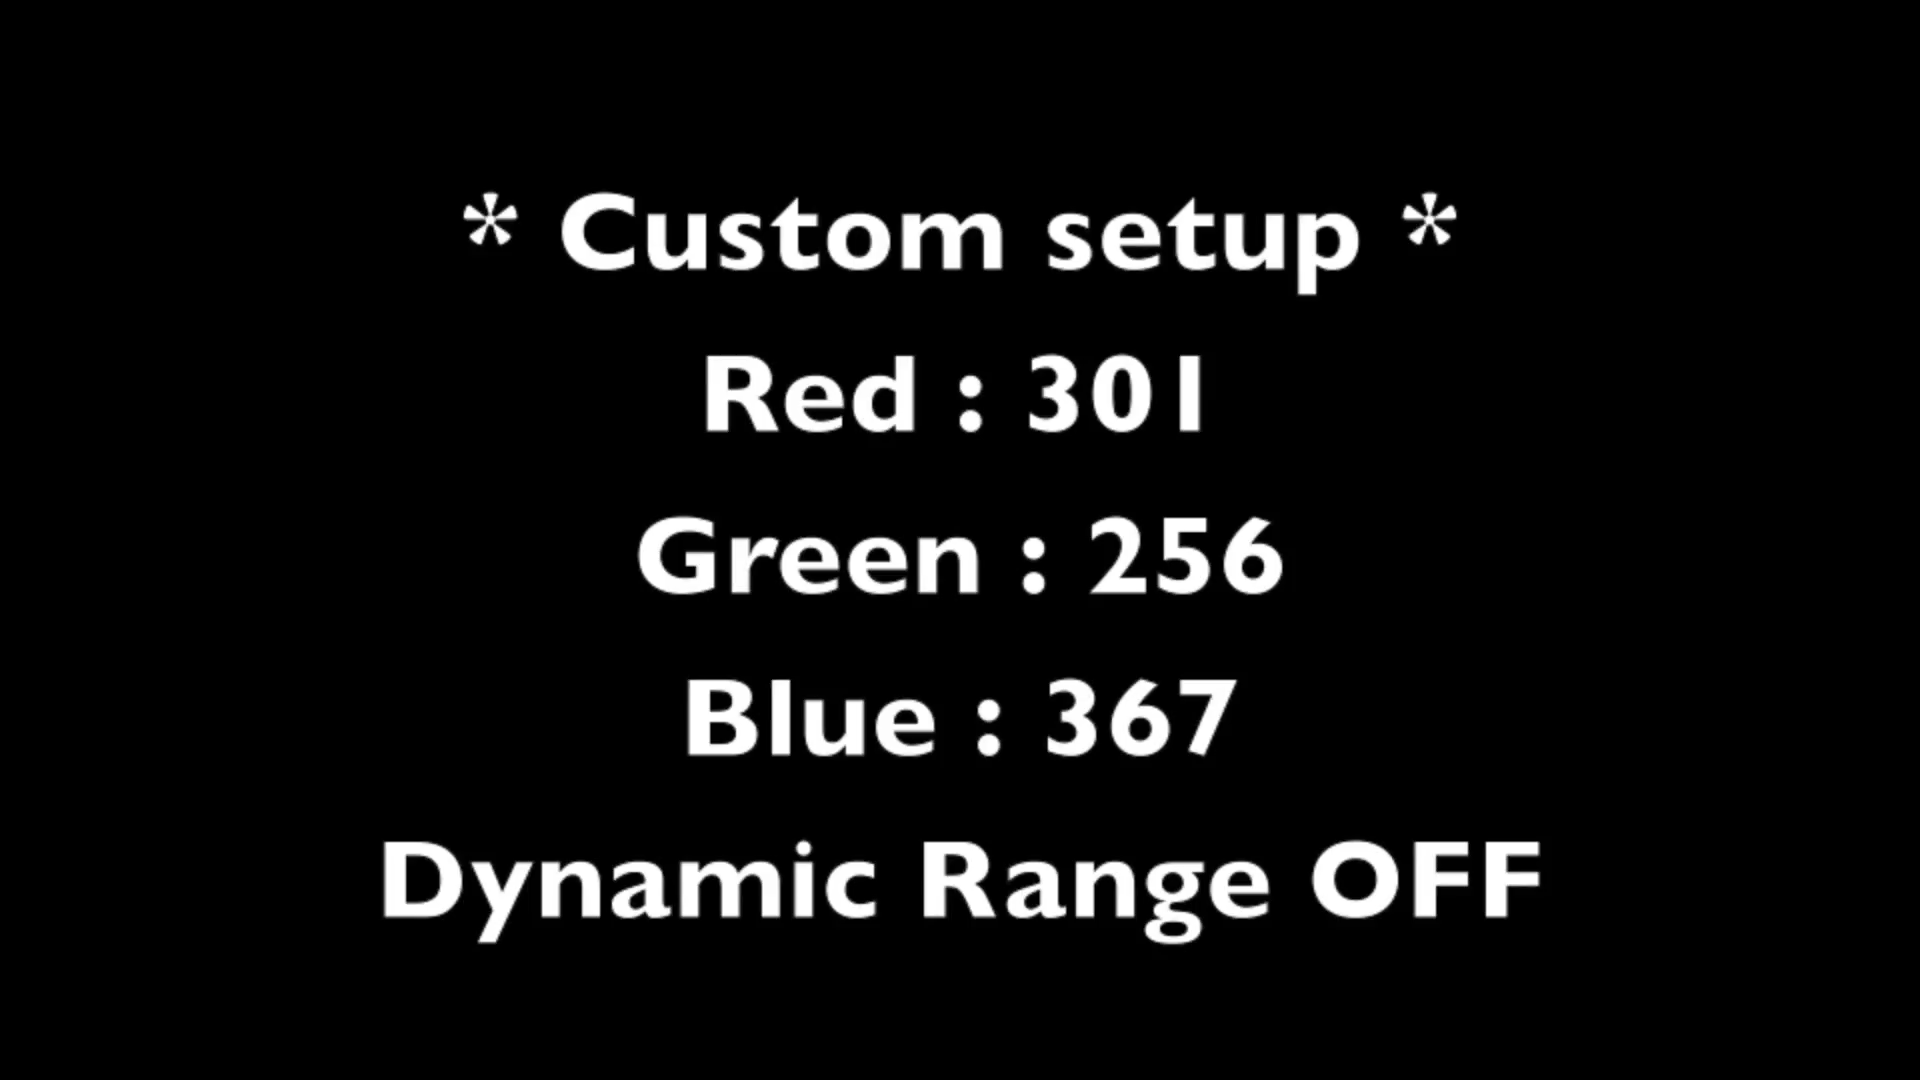 * Custom setup *
Red : 301
Green : 256
Blue : 367
Dynamic Range OFF